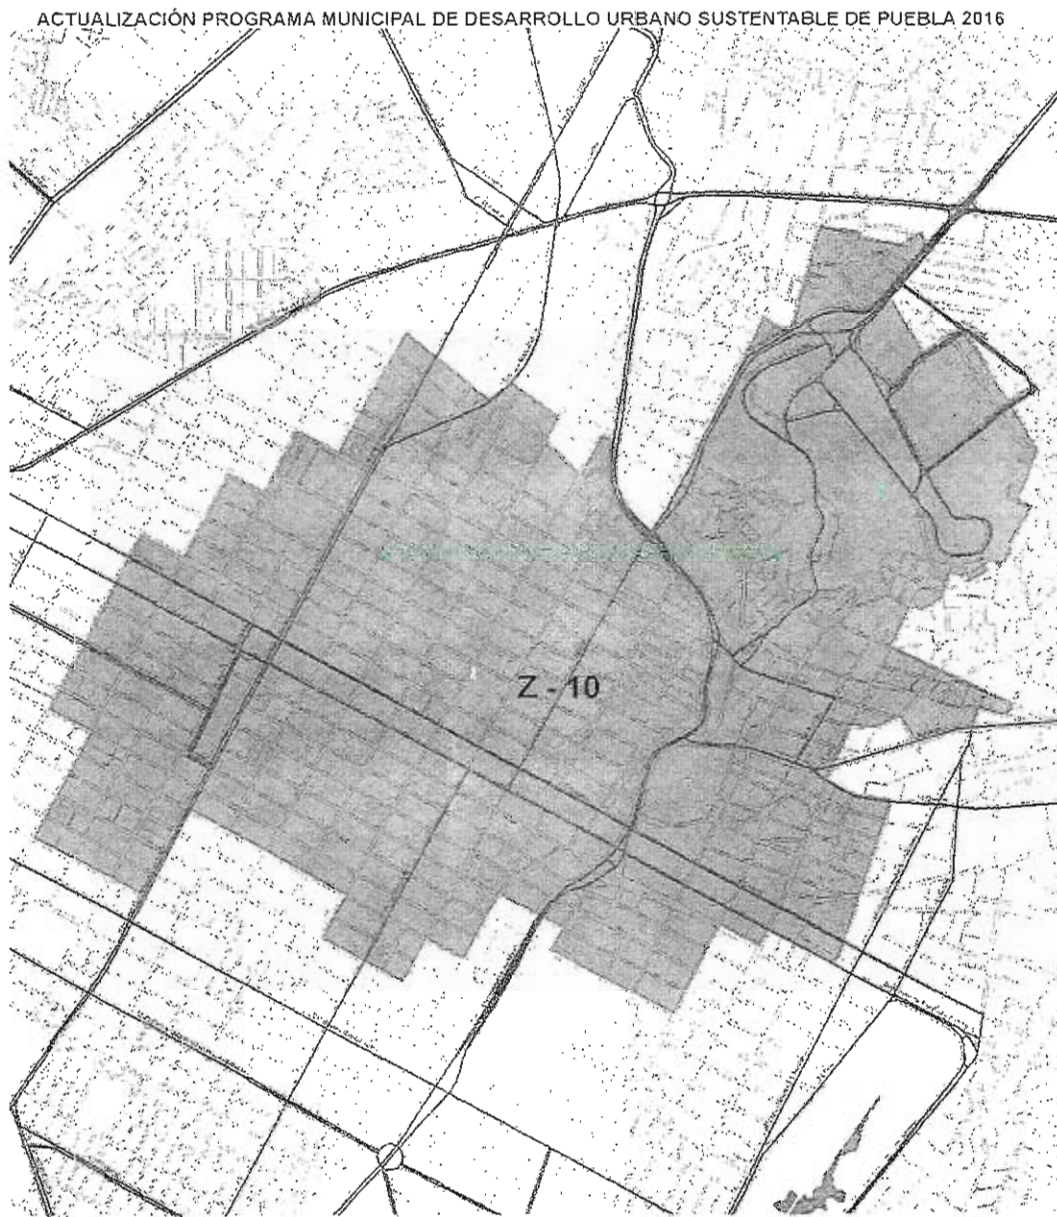 ACTUALIZACIÓN PROGRAMA MUNICIPAL DE DESARROLLO URBANO SUSTENTABLE DE PUEBLA 2016
Z - 10